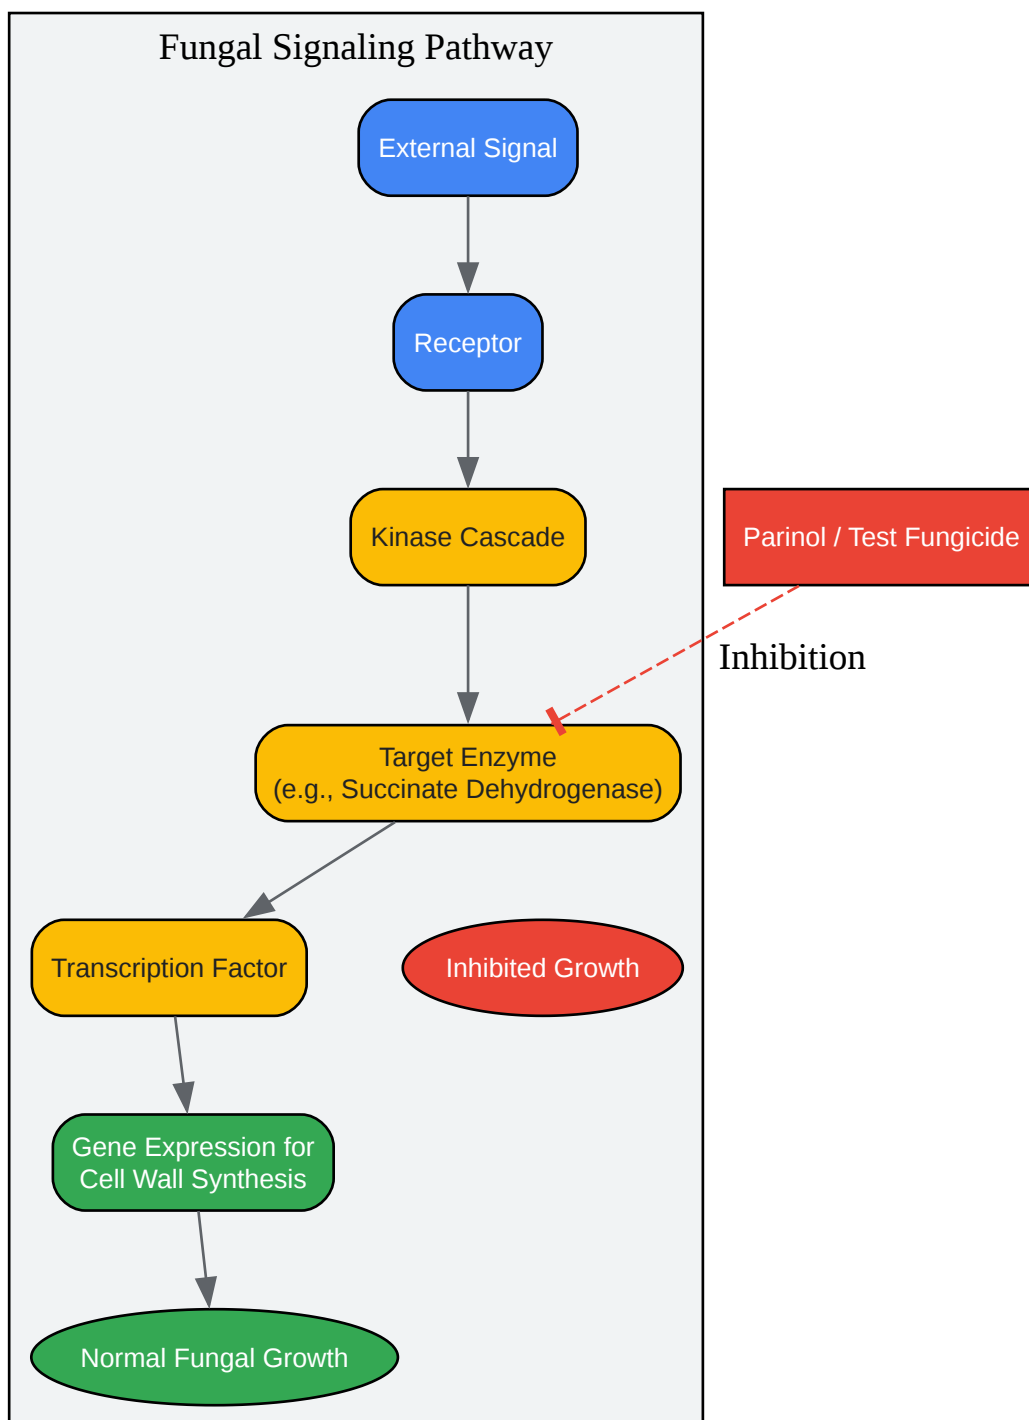 Fungal Signaling Pathway
External Signal
Receptor
Kinase Cascade
Parinol / Test Fungicide
Inhibition
Target Enzyme
(e.g., Succinate Dehydrogenase)
Transcription Factor
Inhibited Growth
Gene Expression for
Cell Wall Synthesis
Normal Fungal Growth